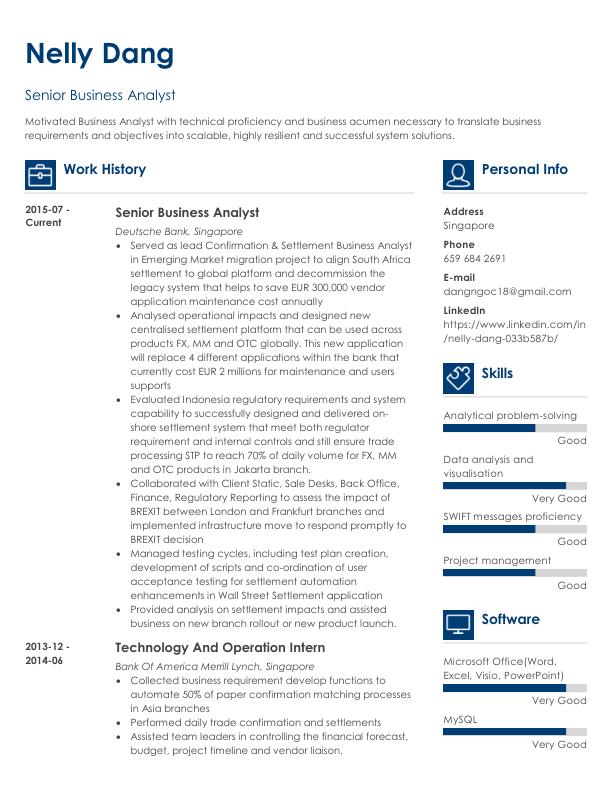 Nelly Dang
Senior Business Analyst
Motivated Business Analyst with technical proficiency and business acumen necessary to translate business
requirements and objectives into scalable, highly resilient and successful system solutions.
Work History
2015-07 -
Current
Senior Business Analyst
Deutsche Bank, Singapore
• Served as lead Confirmation & Settlement Business Analyst
in Emerging Market migration project to align South Africa
settlement to global platform and decommission the
legacy system that helps to save EUR 300,000 vendor
application maintenance cost annually
• Analysed operational impacts and designed new
centralised settlement platform that can be used across
products FX, MM and OTC globally. This new application
will replace 4 different applications within the bank that
currently cost EUR 2 millions for maintenance and users
supports
• Evaluated Indonesia regulatory requirements and system
capability to successfully designed and delivered on-
shore settlement system that meet both regulator
requirement and internal controls and still ensure trade
processing STP to reach 70% of daily volume for FX, MM
and OTC products in Jakarta branch.
• Collaborated with Client Static, Sale Desks, Back Office,
Finance, Regulatory Reporting to assess the impact of
BREXIT between London and Frankfurt branches and
implemented infrastructure move to respond promptly to
BREXIT decision
• Managed testing cycles, including test plan creation,
development of scripts and co-ordination of user
acceptance testing for settlement automation
enhancements in Wall Street Settlement application
• Provided analysis on settlement impacts and assisted
business on new branch rollout or new product launch.
2013-12 -
2014-06
Technology And Operation Intern
Bank Of America Merrill Lynch, Singapore
• Collected business requirement develop functions to
automate 50% of paper confirmation matching processes
in Asia branches
• Performed daily trade confirmation and settlements
• Assisted team leaders in controlling the financial forecast,
budget, project timeline and vendor liaison.
Personal Info
Address
Singapore
Phone
659 684 2691
E-mail
dangngoc18@gmail.com
LinkedIn
https://www.linkedin.com/in
/nelly-dang-033b587b/
Skills
Analytical problem-solving
Good
Data analysis and
visualisation
Very Good
SWIFT messages proficiency
Good
Project management
Good
Software
Microsoft Office(Word,
Excel, Visio, PowerPoint)
Very Good
MySQL
Very Good